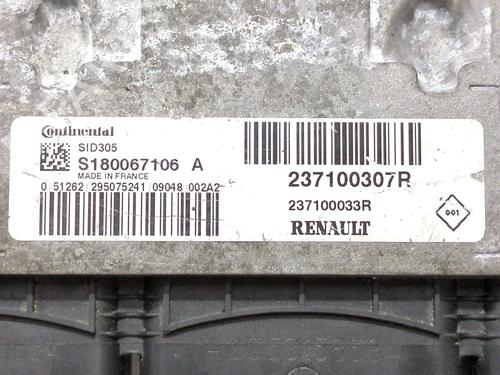 Continental
SID305
S180067106 A
MADE IN FRANCE
0 51262 295075241 09048 002A2
237100307R
237100033R
001
RENAULT